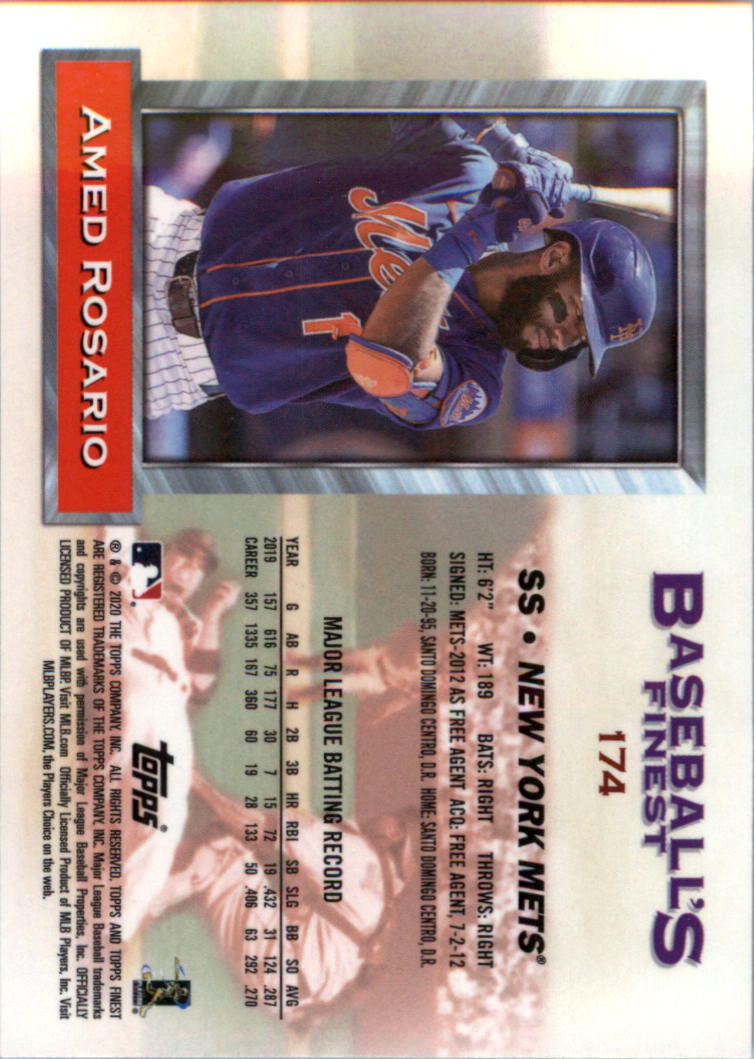 BASEBALL'S
FINEST
174
AMED ROSARIO
Mets
1
SS • NEW YORK METS®
HT: 6'2" WT: 189 BATS: RIGHT THROWS: RIGHT
SIGNED: METS-2012 AS FREE AGENT ACQ: FREE AGENT, 7-2-12
BORN: 11-20-95, SANTO DOMINGO CENTRO, D.R. HOME: SANTO DOMINGO CENTRO, D.R.
MAJOR LEAGUE BATTING RECORD
YEAR G AB R H 2B 3B HR RBI SB SLG BB SO AVG
2019 157 616 75 177 30 7 15 72 19 .432 31 124 .287
CAREER 357 1335 167 360 60 19 28 133 50 .406 63 292 .270
topps®
® & © 2020 THE TOPPS COMPANY, INC. ALL RIGHTS RESERVED. TOPPS AND TOPPS FINEST
ARE REGISTERED TRADEMARKS OF THE TOPPS COMPANY, INC. Major League Baseball trademarks
and copyrights are used with permission of Major League Baseball Properties, Inc. OFFICIALLY
LICENSED PRODUCT OF MLBP. Visit MLB.com Officially Licensed Product of MLB Players, Inc. Visit
MLBPLAYERS.COM, the Players Choice on the web.